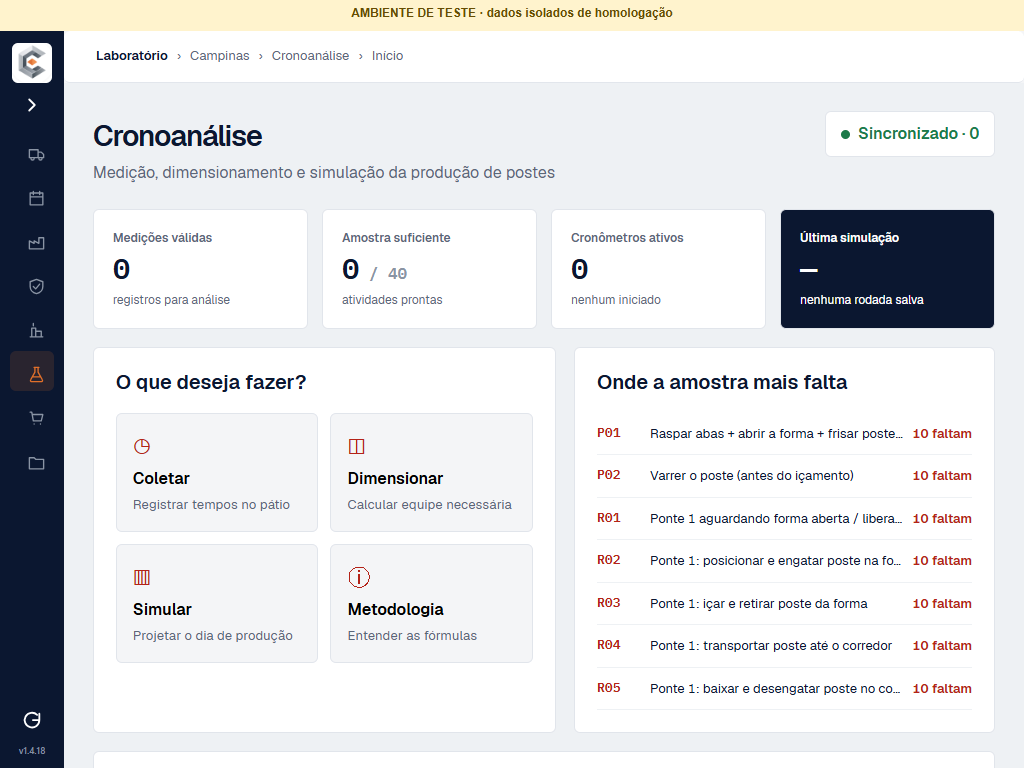 AMBIENTE DE TESTE · dados isolados de homologação
Laboratório › Campinas › Cronoanálise › Início
Cronoanálise
Sincronizado · 0
Medição, dimensionamento e simulação da produção de postes
Medições válidas
0
registros para análise
Amostra suficiente
0 / 40
atividades prontas
Cronômetros ativos
0
nenhum iniciado
Última simulação
—
nenhuma rodada salva
O que deseja fazer?
Coletar
Registrar tempos no pátio
Dimensionar
Calcular equipe necessária
Simular
Projetar o dia de produção
Metodologia
Entender as fórmulas
Onde a amostra mais falta
P01 Raspar abas + abrir a forma + frisar poste… 10 faltam
P02 Varrer o poste (antes do içamento) 10 faltam
R01 Ponte 1 aguardando forma aberta / libera… 10 faltam
R02 Ponte 1: posicionar e engatar poste na fo… 10 faltam
R03 Ponte 1: içar e retirar poste da forma 10 faltam
R04 Ponte 1: transportar poste até o corredor 10 faltam
R05 Ponte 1: baixar e desengatar poste no co… 10 faltam
v1.4.18